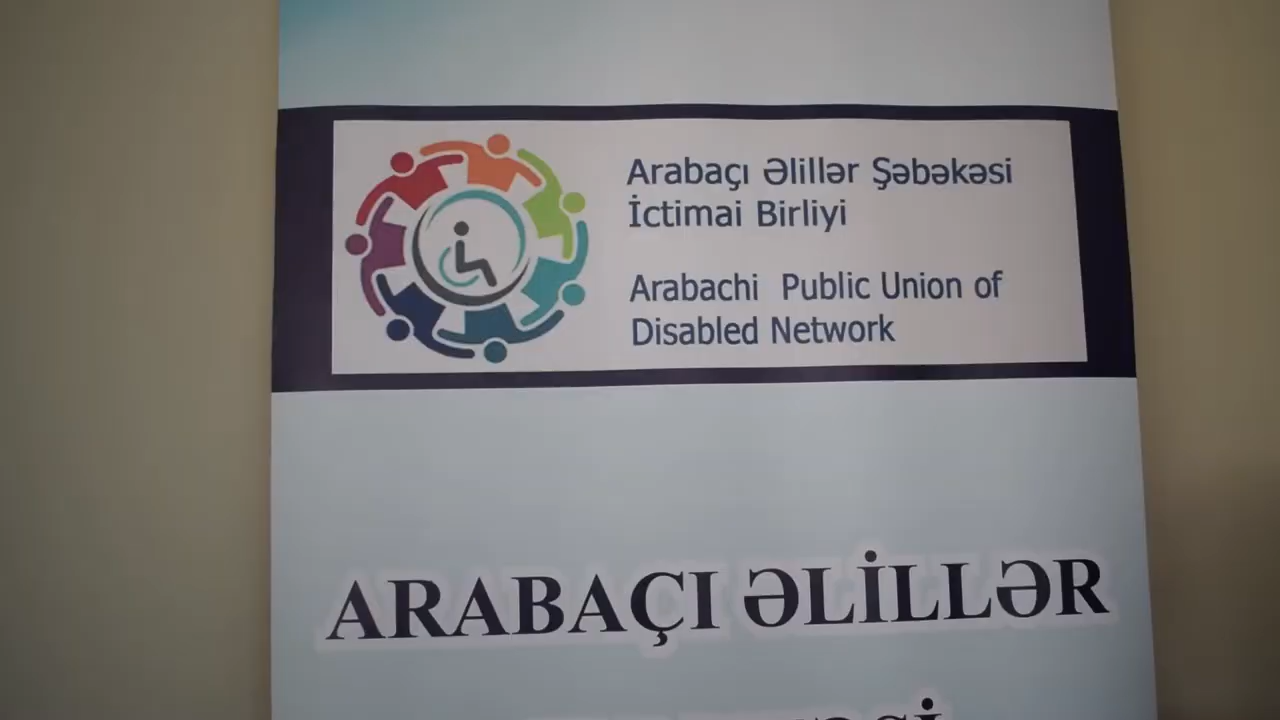 Arabaçı Əlillər Şəbəkəsi
İctimai Birliyi
Arabachi Public Union of
Disabled Network
ARABAÇI ƏLİLLƏR